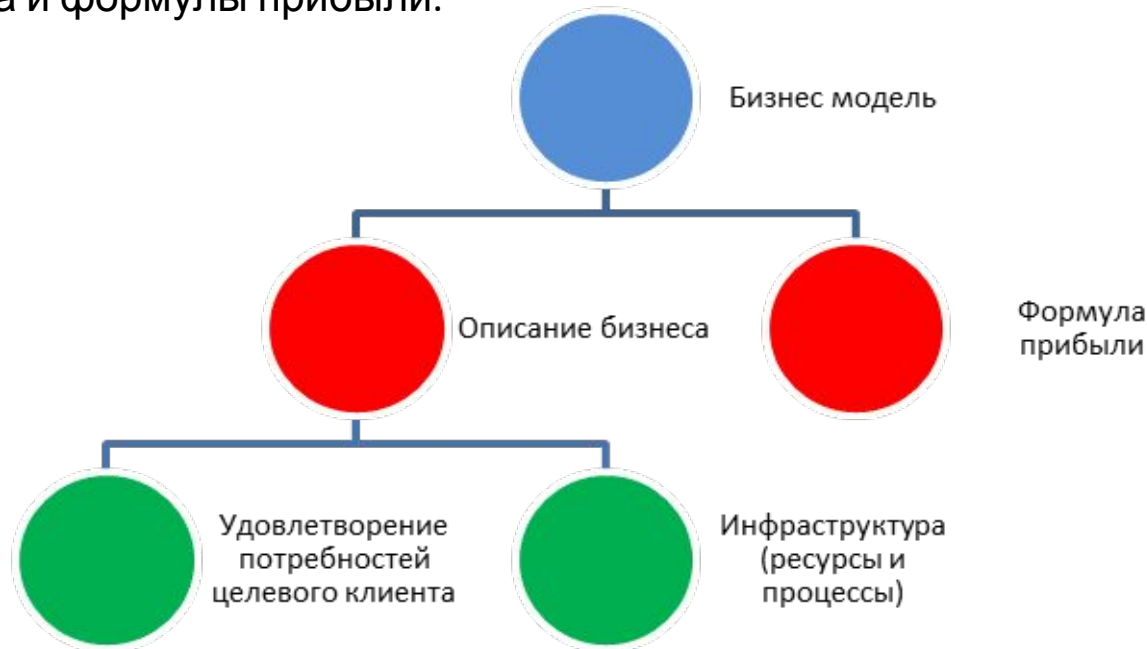 а и формулы прибыли.
Бизнес модель
Описание бизнеса
Формула
прибыли
Удовлетворение
потребностей
целевого клиента
Инфраструктура
(ресурсы и
процессы)